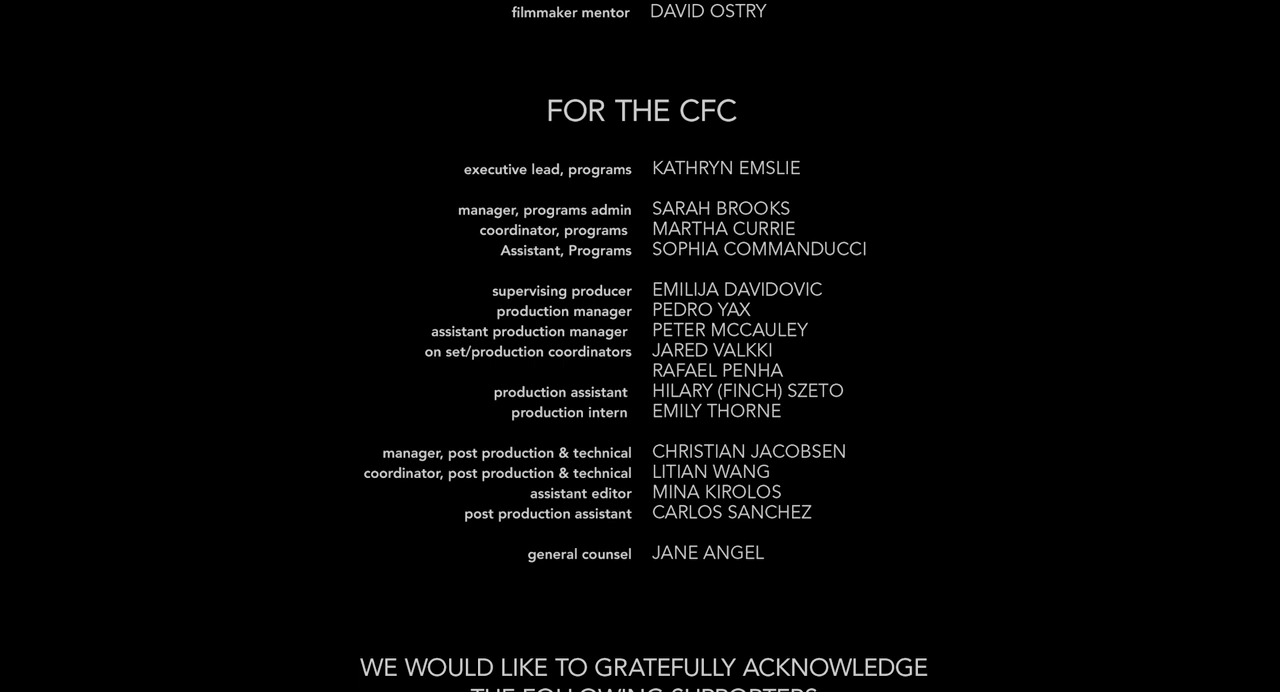 filmmaker mentor DAVID OSTRY
FOR THE CFC
executive lead, programs KATHRYN EMSLIE
manager, programs admin SARAH BROOKS
coordinator, programs MARTHA CURRIE
Assistant, Programs SOPHIA COMMANDUCCI
supervising producer EMILIJA DAVIDOVIC
production manager PEDRO YAX
assistant production manager PETER MCCAULEY
on set/production coordinators JARED VALKKI
RAFAEL PENHA
production assistant HILARY (FINCH) SZETO
production intern EMILY THORNE
manager, post production & technical CHRISTIAN JACOBSEN
coordinator, post production & technical LITIAN WANG
assistant editor MINA KIROLOS
post production assistant CARLOS SANCHEZ
general counsel JANE ANGEL
WE WOULD LIKE TO GRATEFULLY ACKNOWLEDGE
THE FOLLOWING SUPPORTERS